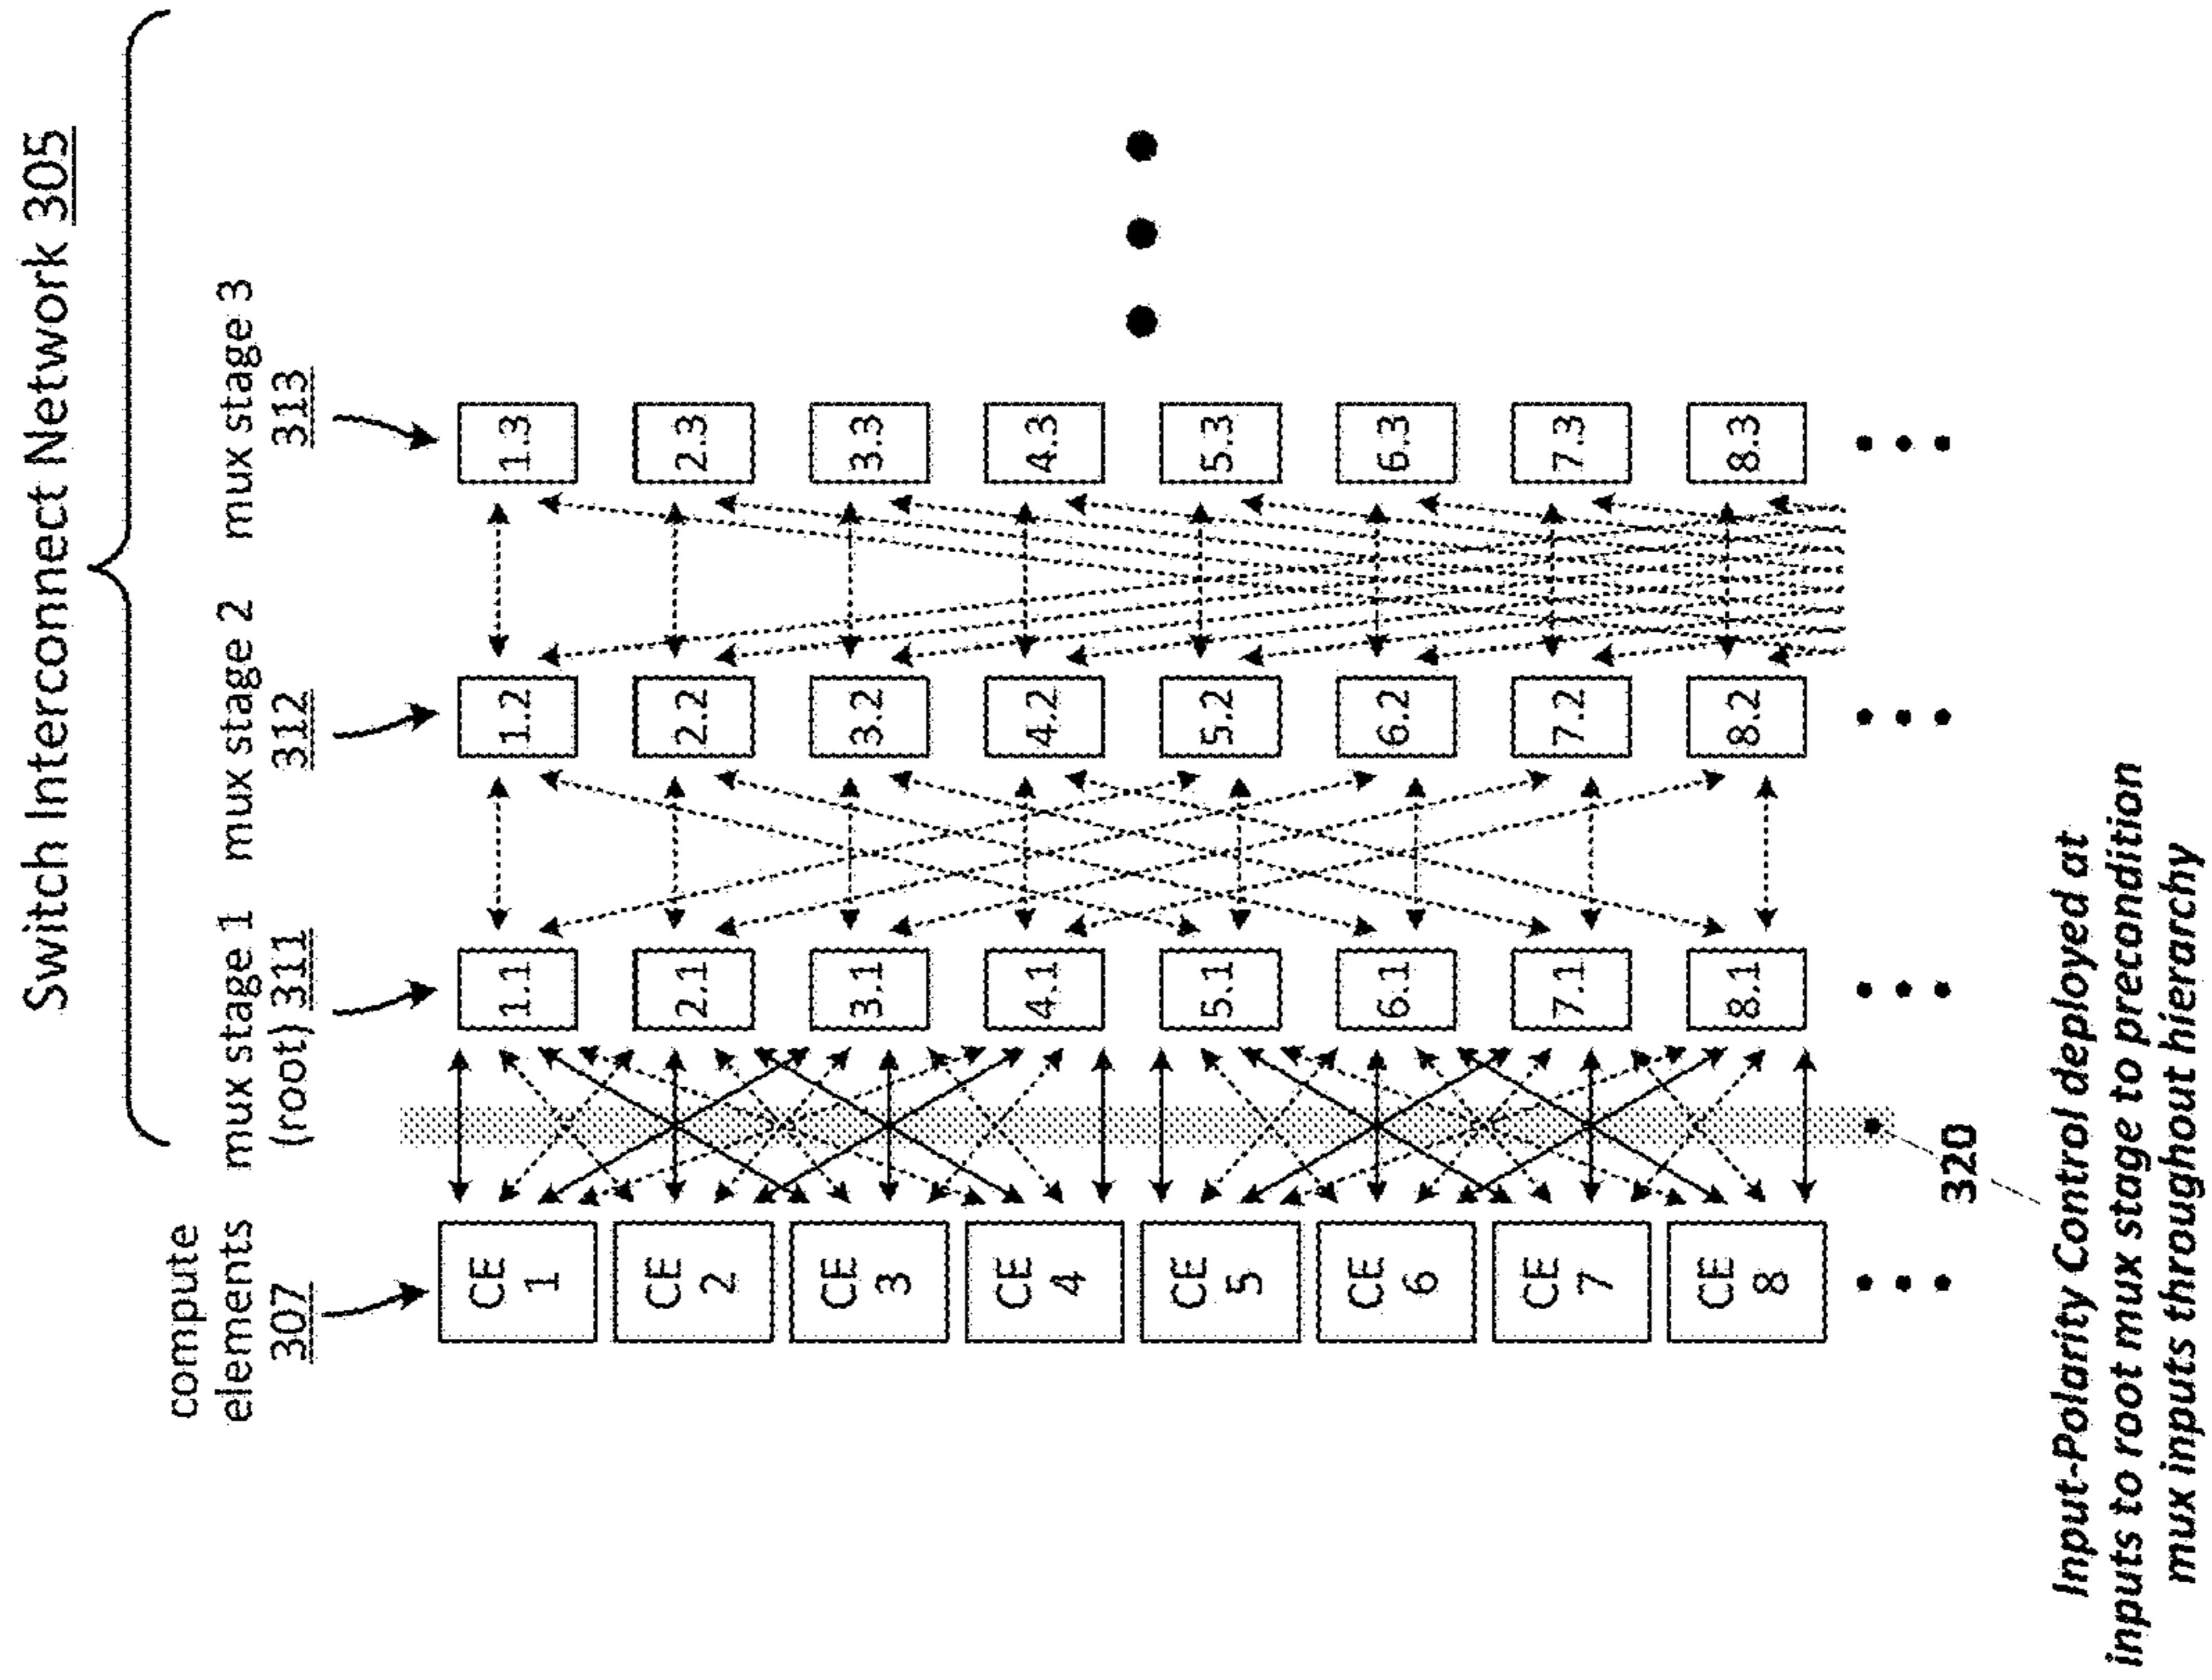 Switch Interconnect Network 305
compute
elements
307
mux stage 1
(root) 311
mux stage 2
312
mux stage 3
313
CE
1
1.1
1.2
1.3
CE
2
2.1
2.2
2.3
CE
3
3.1
3.2
3.3
CE
4
4.1
4.2
4.3
CE
5
5.1
5.2
5.3
CE
6
6.1
6.2
6.3
CE
7
7.1
7.2
7.3
CE
8
8.1
8.2
8.3
320
Input-Polarity Control deployed at
inputs to root mux stage to precondition
mux inputs throughout hierarchy